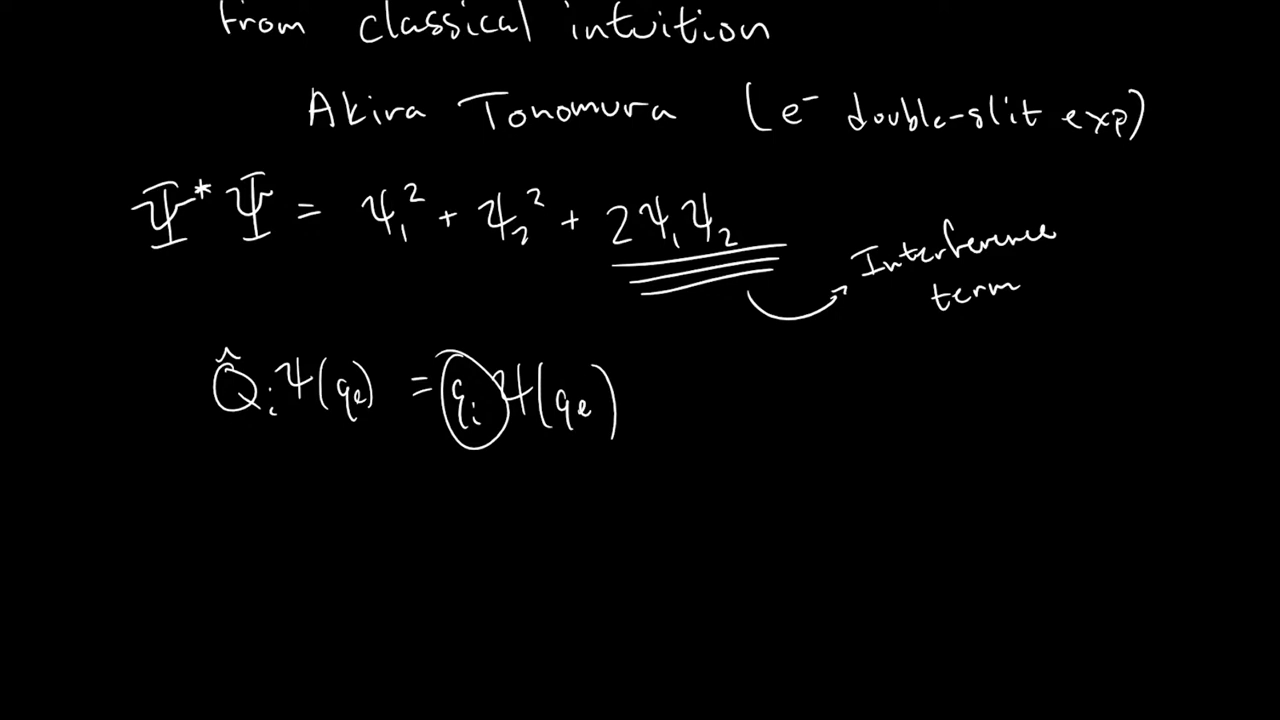 from classical intuition
Akira Tonomura (e⁻ double-slit exp)
Ψ*Ψ = ψ₁² + ψ₂² + 2ψ₁ψ₂
Interference
term
Q̂ᵢψ(qₑ) = qᵢψ(qₑ)